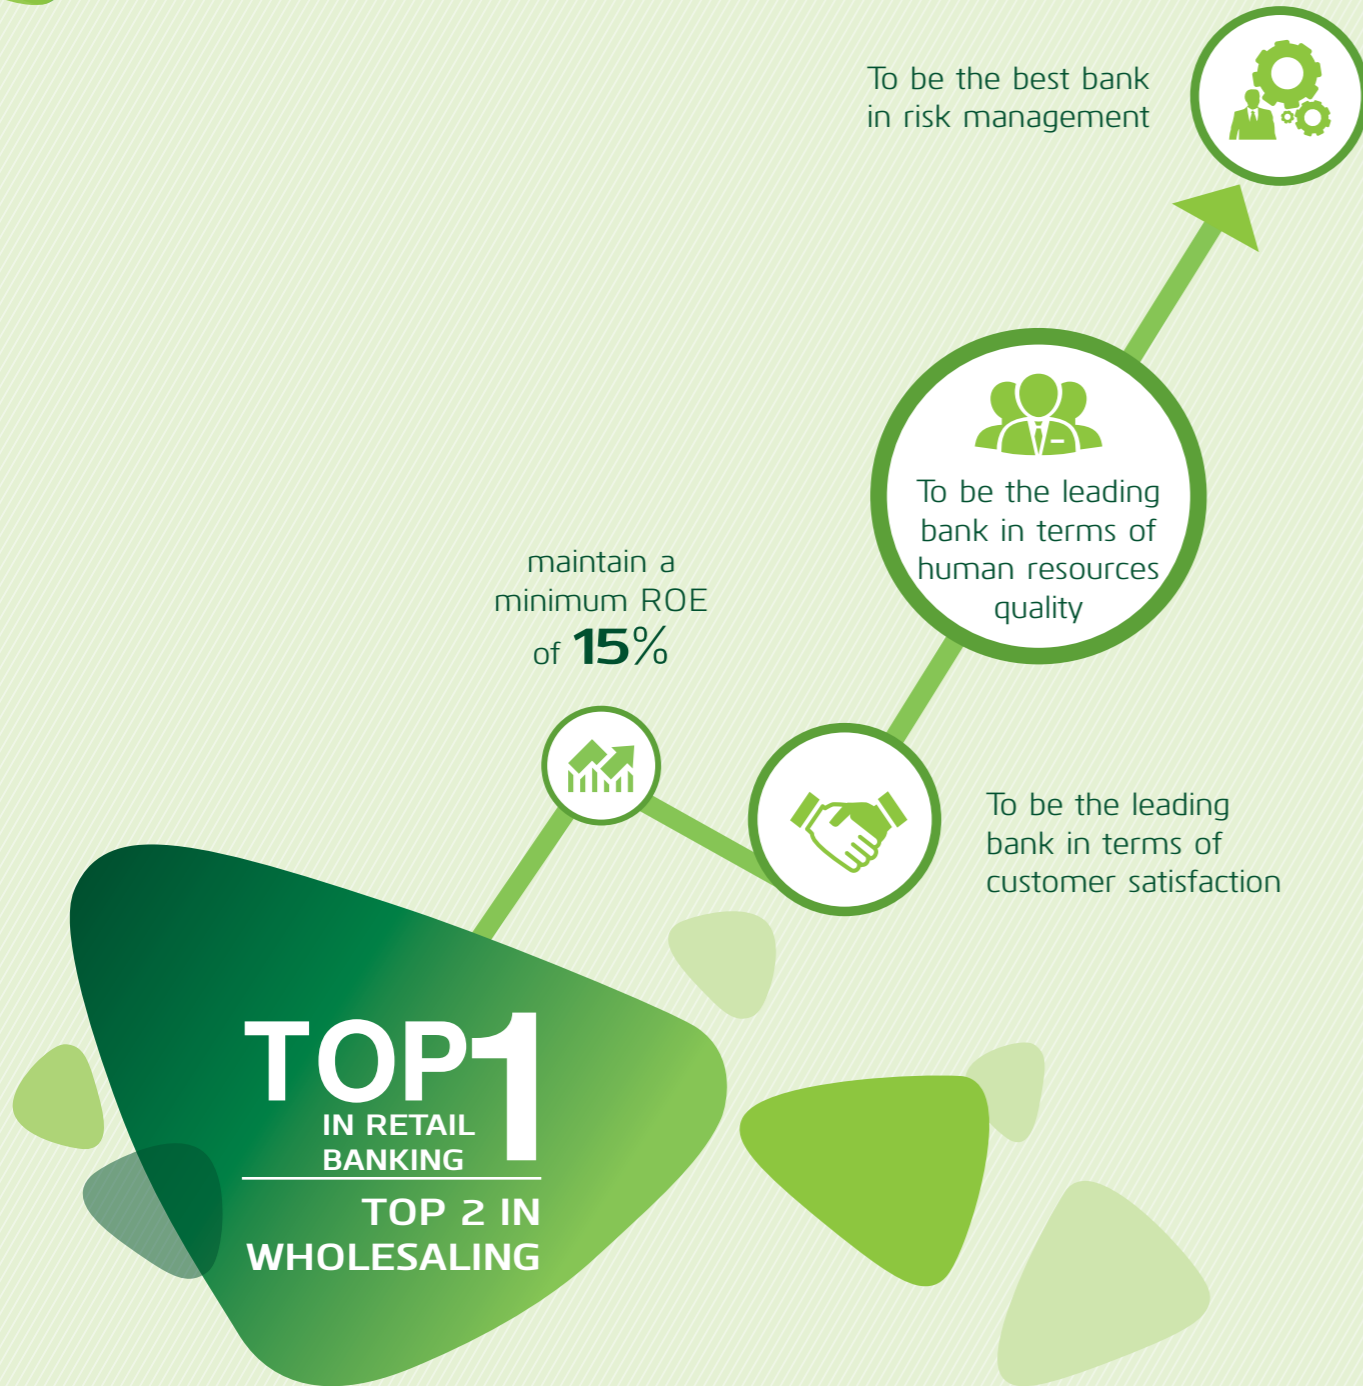 To be the best bank
in risk management
To be the leading
bank in terms of
human resources
quality
maintain a
minimum ROE
of 15%
To be the leading
bank in terms of
customer satisfaction
TOP1
IN RETAIL
BANKING
TOP 2 IN
WHOLESALING